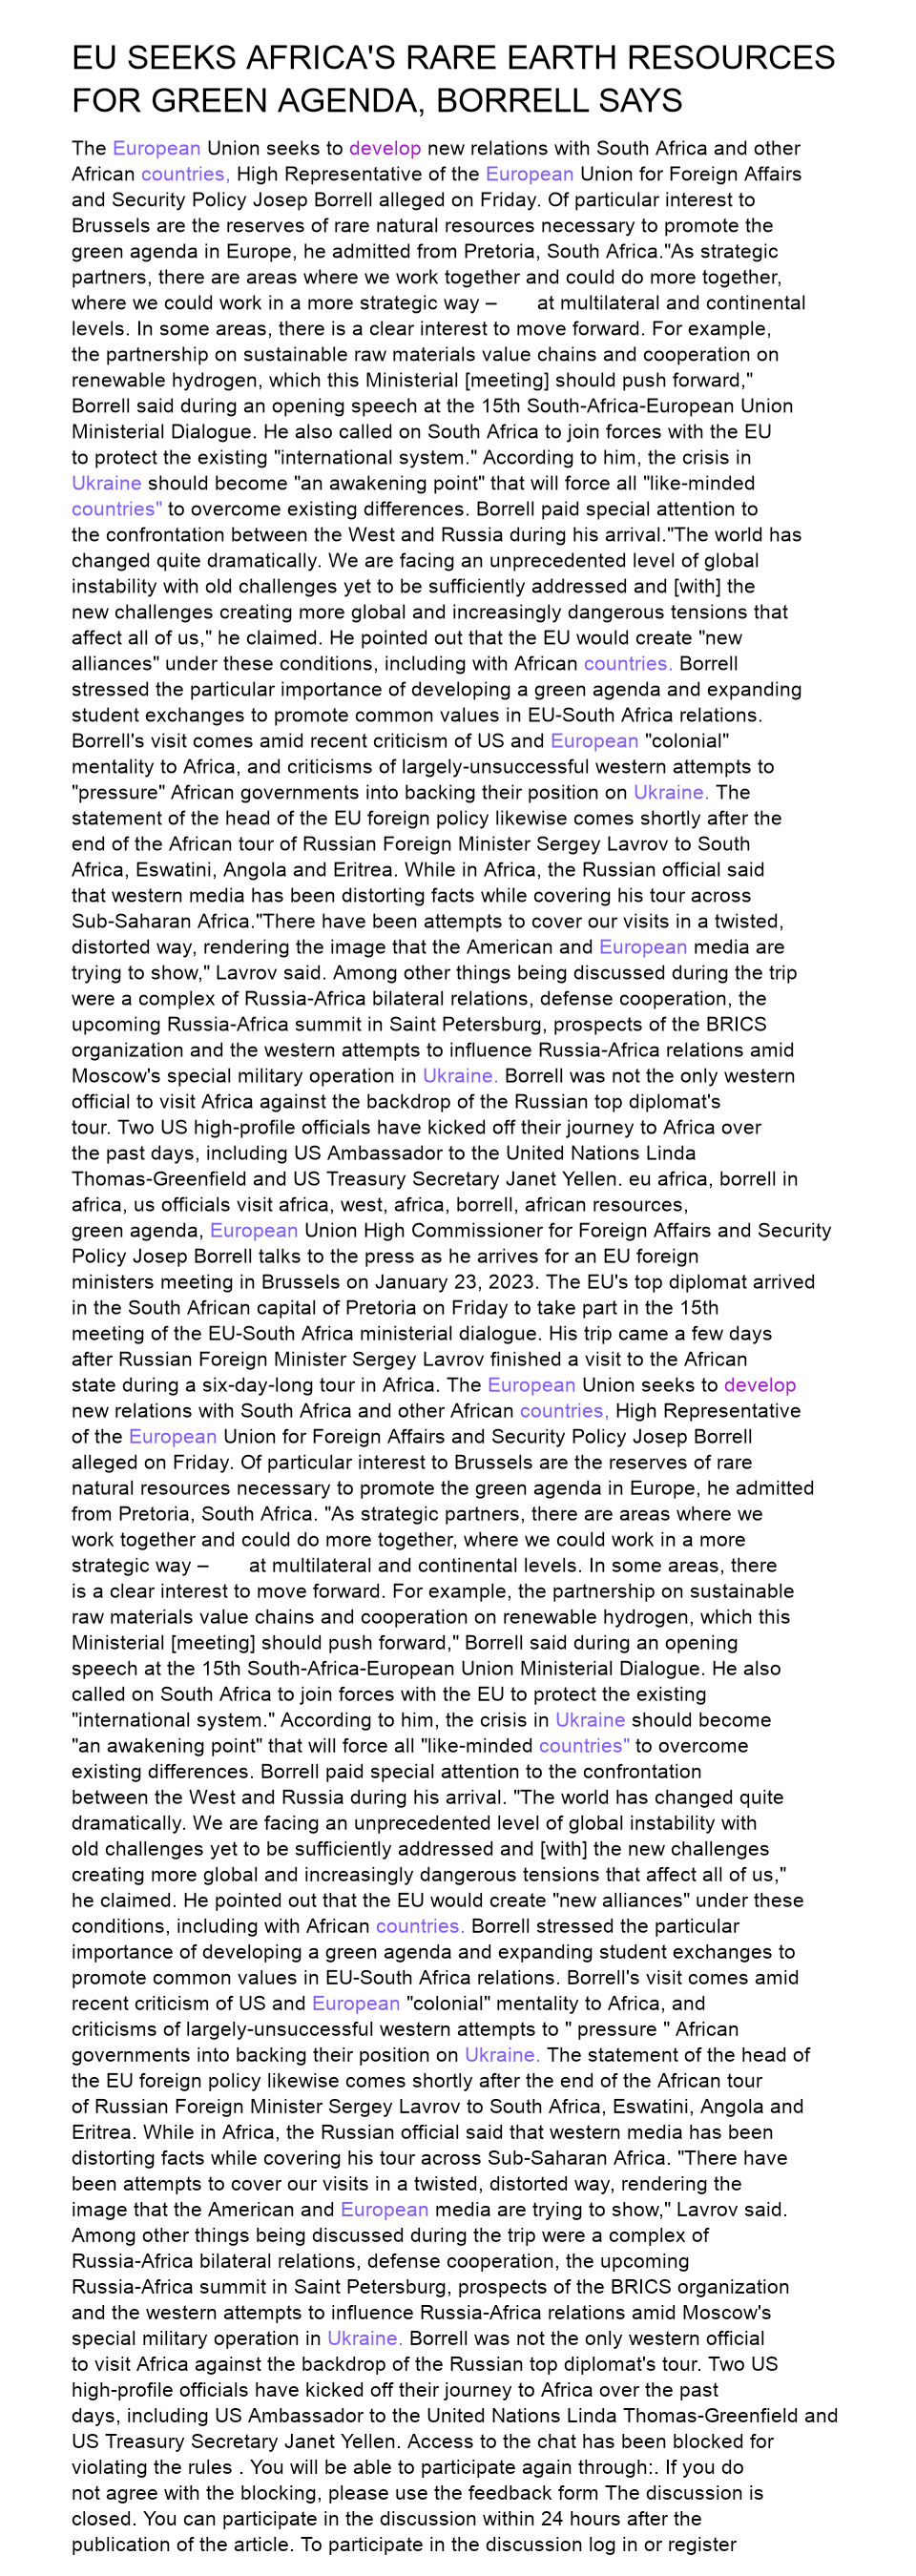 EU SEEKS AFRICA'S RARE EARTH RESOURCES
FOR GREEN AGENDA, BORRELL SAYS
The European Union seeks to develop new relations with South Africa and other
African countries, High Representative of the European Union for Foreign Affairs
and Security Policy Josep Borrell alleged on Friday. Of particular interest to
Brussels are the reserves of rare natural resources necessary to promote the
green agenda in Europe, he admitted from Pretoria, South Africa."As strategic
partners, there are areas where we work together and could do more together,
where we could work in a more strategic way – at multilateral and continental
levels. In some areas, there is a clear interest to move forward. For example,
the partnership on sustainable raw materials value chains and cooperation on
renewable hydrogen, which this Ministerial [meeting] should push forward,"
Borrell said during an opening speech at the 15th South-Africa-European Union
Ministerial Dialogue. He also called on South Africa to join forces with the EU
to protect the existing "international system." According to him, the crisis in
Ukraine should become "an awakening point" that will force all "like-minded
countries" to overcome existing differences. Borrell paid special attention to
the confrontation between the West and Russia during his arrival."The world has
changed quite dramatically. We are facing an unprecedented level of global
instability with old challenges yet to be sufficiently addressed and [with] the
new challenges creating more global and increasingly dangerous tensions that
affect all of us," he claimed. He pointed out that the EU would create "new
alliances" under these conditions, including with African countries. Borrell
stressed the particular importance of developing a green agenda and expanding
student exchanges to promote common values in EU-South Africa relations.
Borrell's visit comes amid recent criticism of US and European "colonial"
mentality to Africa, and criticisms of largely-unsuccessful western attempts to
"pressure" African governments into backing their position on Ukraine. The
statement of the head of the EU foreign policy likewise comes shortly after the
end of the African tour of Russian Foreign Minister Sergey Lavrov to South
Africa, Eswatini, Angola and Eritrea. While in Africa, the Russian official said
that western media has been distorting facts while covering his tour across
Sub-Saharan Africa."There have been attempts to cover our visits in a twisted,
distorted way, rendering the image that the American and European media are
trying to show," Lavrov said. Among other things being discussed during the trip
were a complex of Russia-Africa bilateral relations, defense cooperation, the
upcoming Russia-Africa summit in Saint Petersburg, prospects of the BRICS
organization and the western attempts to influence Russia-Africa relations amid
Moscow's special military operation in Ukraine. Borrell was not the only western
official to visit Africa against the backdrop of the Russian top diplomat's
tour. Two US high-profile officials have kicked off their journey to Africa over
the past days, including US Ambassador to the United Nations Linda
Thomas-Greenfield and US Treasury Secretary Janet Yellen. eu africa, borrell in
africa, us officials visit africa, west, africa, borrell, african resources,
green agenda, European Union High Commissioner for Foreign Affairs and Security
Policy Josep Borrell talks to the press as he arrives for an EU foreign
ministers meeting in Brussels on January 23, 2023. The EU's top diplomat arrived
in the South African capital of Pretoria on Friday to take part in the 15th
meeting of the EU-South Africa ministerial dialogue. His trip came a few days
after Russian Foreign Minister Sergey Lavrov finished a visit to the African
state during a six-day-long tour in Africa. The European Union seeks to develop
new relations with South Africa and other African countries, High Representative
of the European Union for Foreign Affairs and Security Policy Josep Borrell
alleged on Friday. Of particular interest to Brussels are the reserves of rare
natural resources necessary to promote the green agenda in Europe, he admitted
from Pretoria, South Africa. "As strategic partners, there are areas where we
work together and could do more together, where we could work in a more
strategic way – at multilateral and continental levels. In some areas, there
is a clear interest to move forward. For example, the partnership on sustainable
raw materials value chains and cooperation on renewable hydrogen, which this
Ministerial [meeting] should push forward," Borrell said during an opening
speech at the 15th South-Africa-European Union Ministerial Dialogue. He also
called on South Africa to join forces with the EU to protect the existing
"international system." According to him, the crisis in Ukraine should become
"an awakening point" that will force all "like-minded countries" to overcome
existing differences. Borrell paid special attention to the confrontation
between the West and Russia during his arrival. "The world has changed quite
dramatically. We are facing an unprecedented level of global instability with
old challenges yet to be sufficiently addressed and [with] the new challenges
creating more global and increasingly dangerous tensions that affect all of us,"
he claimed. He pointed out that the EU would create "new alliances" under these
conditions, including with African countries. Borrell stressed the particular
importance of developing a green agenda and expanding student exchanges to
promote common values in EU-South Africa relations. Borrell's visit comes amid
recent criticism of US and European "colonial" mentality to Africa, and
criticisms of largely-unsuccessful western attempts to " pressure " African
governments into backing their position on Ukraine. The statement of the head of
the EU foreign policy likewise comes shortly after the end of the African tour
of Russian Foreign Minister Sergey Lavrov to South Africa, Eswatini, Angola and
Eritrea. While in Africa, the Russian official said that western media has been
distorting facts while covering his tour across Sub-Saharan Africa. "There have
been attempts to cover our visits in a twisted, distorted way, rendering the
image that the American and European media are trying to show," Lavrov said.
Among other things being discussed during the trip were a complex of
Russia-Africa bilateral relations, defense cooperation, the upcoming
Russia-Africa summit in Saint Petersburg, prospects of the BRICS organization
and the western attempts to influence Russia-Africa relations amid Moscow's
special military operation in Ukraine. Borrell was not the only western official
to visit Africa against the backdrop of the Russian top diplomat's tour. Two US
high-profile officials have kicked off their journey to Africa over the past
days, including US Ambassador to the United Nations Linda Thomas-Greenfield and
US Treasury Secretary Janet Yellen. Access to the chat has been blocked for
violating the rules . You will be able to participate again through:. If you do
not agree with the blocking, please use the feedback form The discussion is
closed. You can participate in the discussion within 24 hours after the
publication of the article. To participate in the discussion log in or register